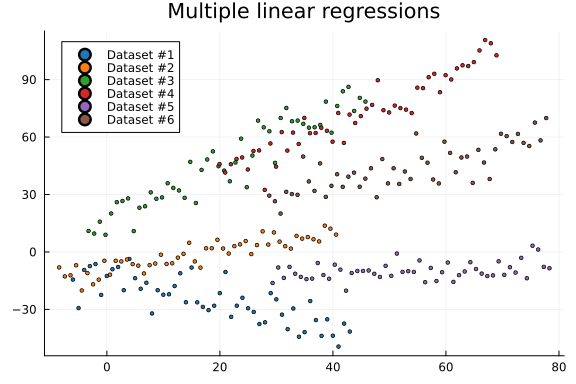 Multiple linear regressions
Dataset #1
Dataset #2
Dataset #3
Dataset #4
Dataset #5
Dataset #6
90
60
30
0
−30
0 20 40 60 80